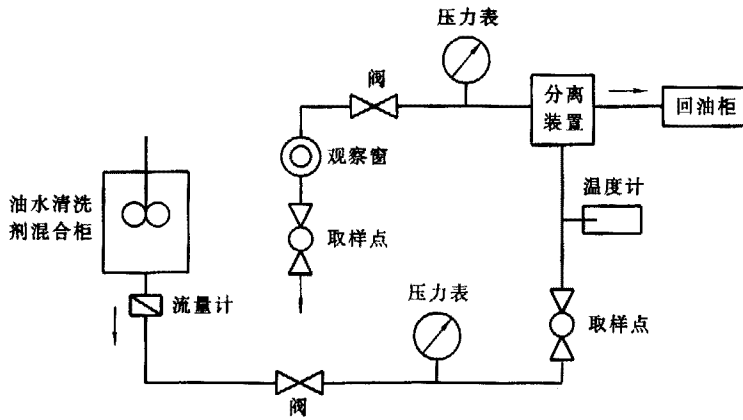 压力表
阀
分离
装置
回油柜
观察窗
油水清洗
剂混合柜
温度计
取样点
压力表
流量计
取样点
阀